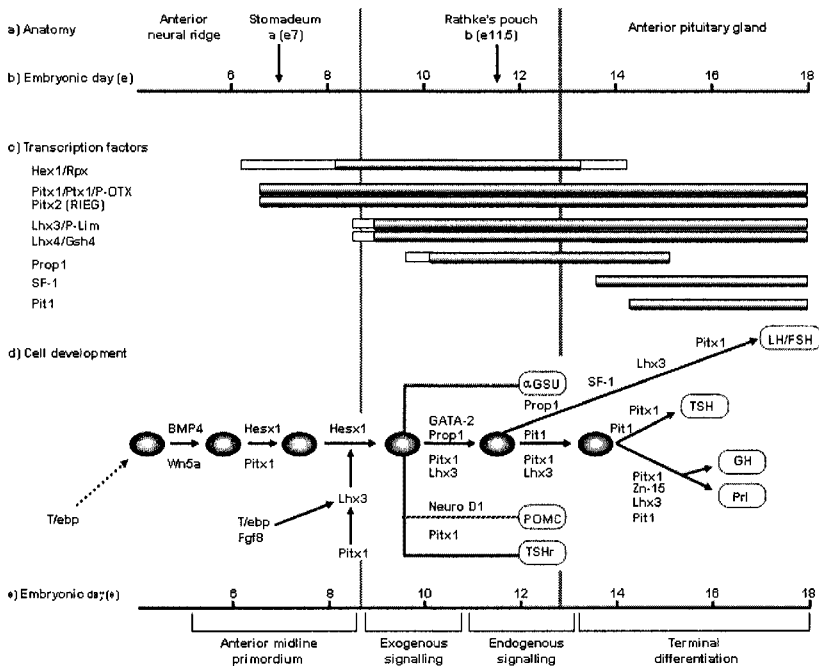 a) Anatomy
Anterior neural ridge
Stomadeum a (e7)
Rathke's pouch b (e11.5)
Anterior pituitary gland
b) Embryonic day (e)
6 8 10 12 14 16 18
c) Transcription factors
Hex1/Rpx
Pitx1/Ptx1/P-OTX
Pitx2 (RIEG)
Lhx3/P-Lim
Lhx4/Gsh4
Prop1
SF-1
Pit1
d) Cell development
Pitx1
LH/FSH
Lhx3
SF-1
αGSU
Prop1
Pitx1
TSH
BMP4
Hesx1
Hesx1
GATA-2
Prop1
Pit1
Pit1
Wn5a
Pitx1
Pitx1
Lhx3
Pitx1
Lhx3
GH
Pitx1
Zn-15
Lhx3
Pit1
Prl
T/ebp
Lhx3
T/ebp
Fgf8
Pitx1
Neuro D1
POMC
Pitx1
TSHr
e) Embryonic day(e)
6 8 10 12 14 16 18
Anterior midline primordium
Exogenous signalling
Endogenous signalling
Terminal differentiation